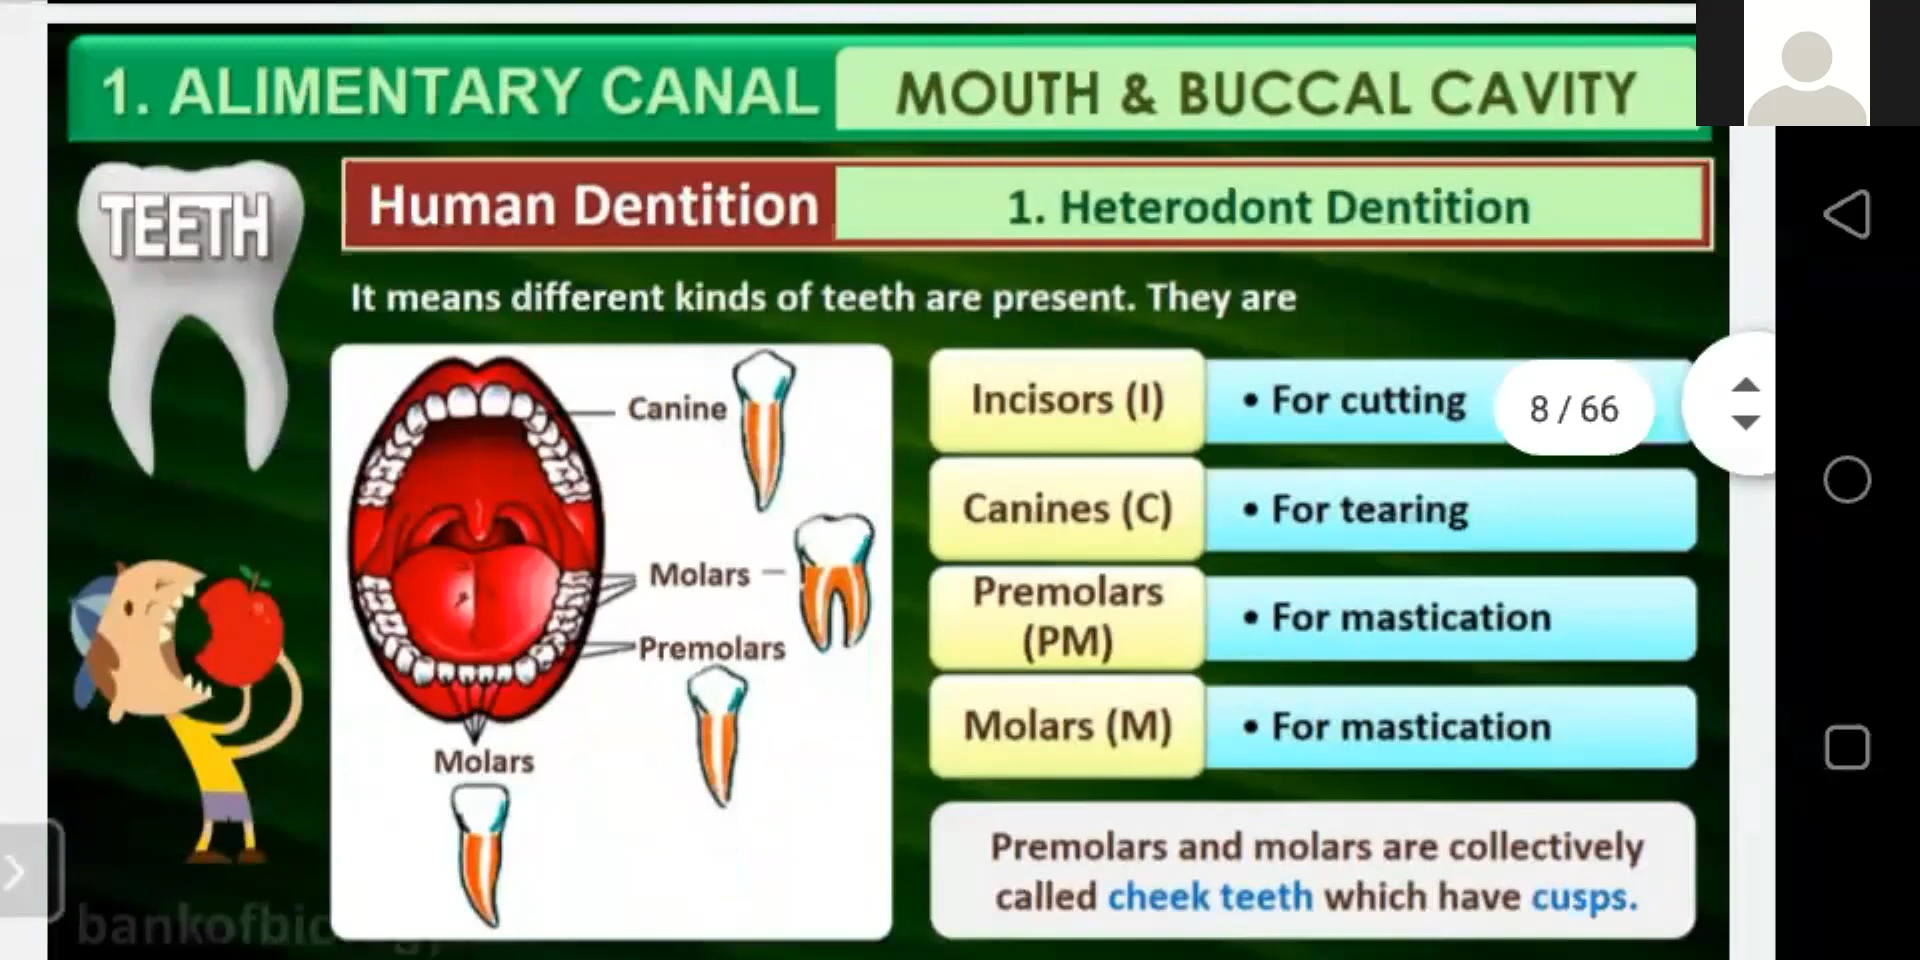 1. ALIMENTARY CANAL
MOUTH & BUCCAL CAVITY
TEETH
Human Dentition
1. Heterodont Dentition
It means different kinds of teeth are present. They are
Canine
Molars
Premolars
Molars
Incisors (I)
• For cutting
8 / 66
Canines (C)
• For tearing
Premolars
(PM)
• For mastication
Molars (M)
• For mastication
Premolars and molars are collectively
called cheek teeth which have cusps.